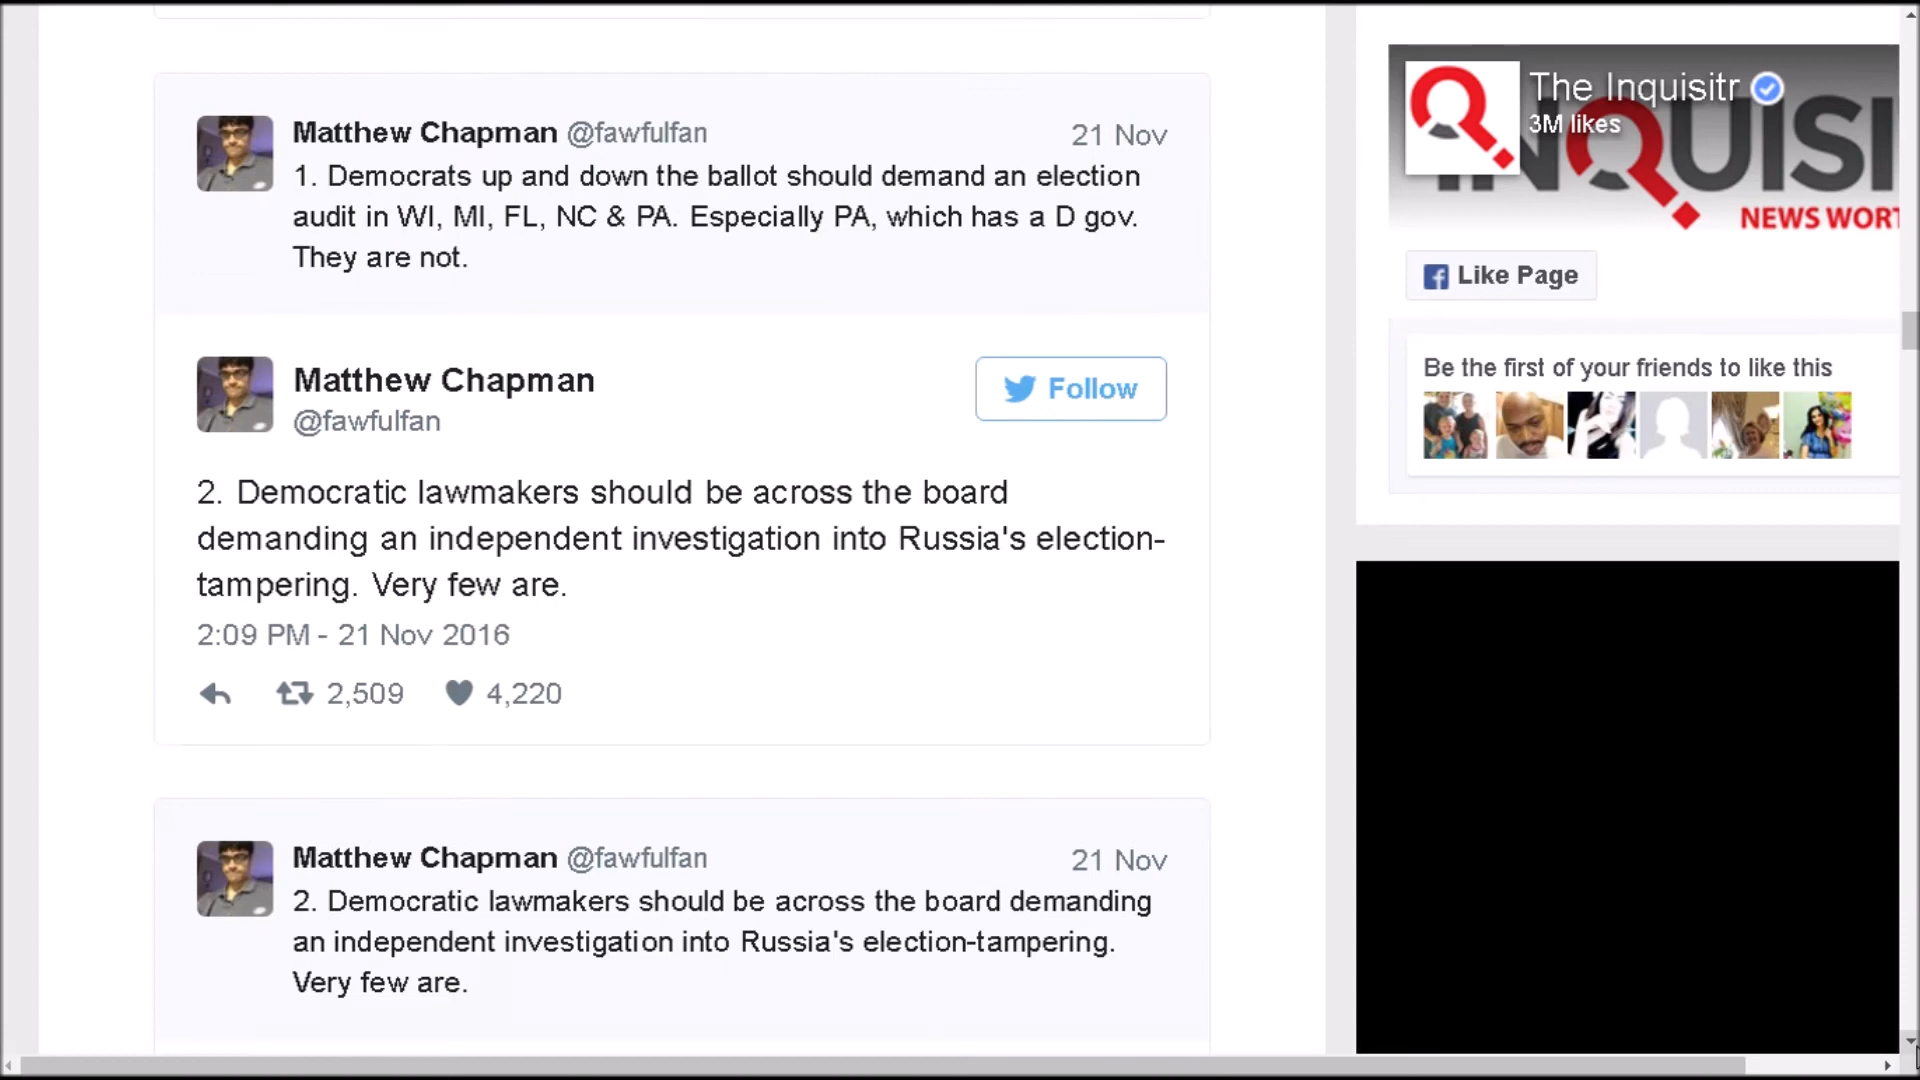 Matthew Chapman @fawfulfan 21 Nov
1. Democrats up and down the ballot should demand an election
audit in WI, MI, FL, NC & PA. Especially PA, which has a D gov.
They are not.
Matthew Chapman
@fawfulfan
Follow
2. Democratic lawmakers should be across the board
demanding an independent investigation into Russia's election-
tampering. Very few are.
2:09 PM - 21 Nov 2016
2,509 4,220
Matthew Chapman @fawfulfan 21 Nov
2. Democratic lawmakers should be across the board demanding
an independent investigation into Russia's election-tampering.
Very few are.
The Inquisitr
3M likes
INQUISI
NEWS WORT
Like Page
Be the first of your friends to like this